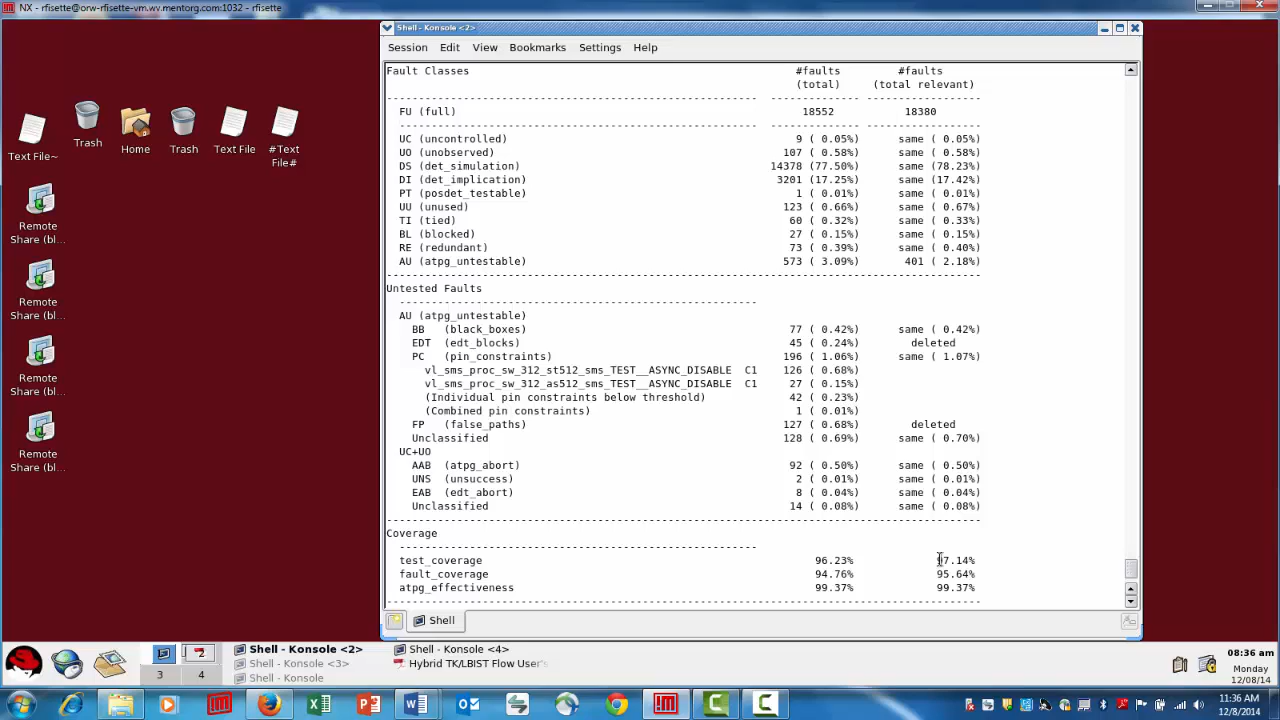 NX - rfisette@orw-rfisette-vm.wv.mentorg.com:1032 - rfisette
Shell - Konsole <2>
Session Edit View Bookmarks Settings Help
Fault Classes #faults #faults
(total) (total relevant)
FU (full) 18552 18380
UC (uncontrolled) 9 ( 0.05%) same ( 0.05%)
UO (unobserved) 107 ( 0.58%) same ( 0.58%)
DS (det_simulation) 14378 (77.50%) same (78.23%)
DI (det_implication) 3201 (17.25%) same (17.42%)
PT (posdet_testable) 1 ( 0.01%) same ( 0.01%)
UU (unused) 123 ( 0.66%) same ( 0.67%)
TI (tied) 60 ( 0.32%) same ( 0.33%)
BL (blocked) 27 ( 0.15%) same ( 0.15%)
RE (redundant) 73 ( 0.39%) same ( 0.40%)
AU (atpg_untestable) 573 ( 3.09%) 401 ( 2.18%)
Untested Faults
AU (atpg_untestable)
BB (black_boxes) 77 ( 0.42%) same ( 0.42%)
EDT (edt_blocks) 45 ( 0.24%) deleted
PC (pin_constraints) 196 ( 1.06%) same ( 1.07%)
vl_sms_proc_sw_312_st512_sms_TEST__ASYNC_DISABLE C1 126 ( 0.68%)
vl_sms_proc_sw_312_as512_sms_TEST__ASYNC_DISABLE C1 27 ( 0.15%)
(Individual pin constraints below threshold) 42 ( 0.23%)
(Combined pin constraints) 1 ( 0.01%)
FP (false_paths) 127 ( 0.68%) deleted
Unclassified 128 ( 0.69%) same ( 0.70%)
UC+UO
AAB (atpg_abort) 92 ( 0.50%) same ( 0.50%)
UNS (unsuccess) 2 ( 0.01%) same ( 0.01%)
EAB (edt_abort) 8 ( 0.04%) same ( 0.04%)
Unclassified 14 ( 0.08%) same ( 0.08%)
Coverage
test_coverage 96.23% 97.14%
fault_coverage 94.76% 95.64%
atpg_effectiveness 99.37% 99.37%
Shell
Text File~
Trash
Home
Trash
Text File
#Text
File#
Remote
Share (bl...
Remote
Share (bl...
Remote
Share (bl...
Remote
Share (bl...
2
3 4
Shell - Konsole <2>
Shell - Konsole <3>
Shell - Konsole
Shell - Konsole <4>
Hybrid TK/LBIST Flow User's
08:36 am
Monday
12/08/14
11:36 AM
12/8/2014